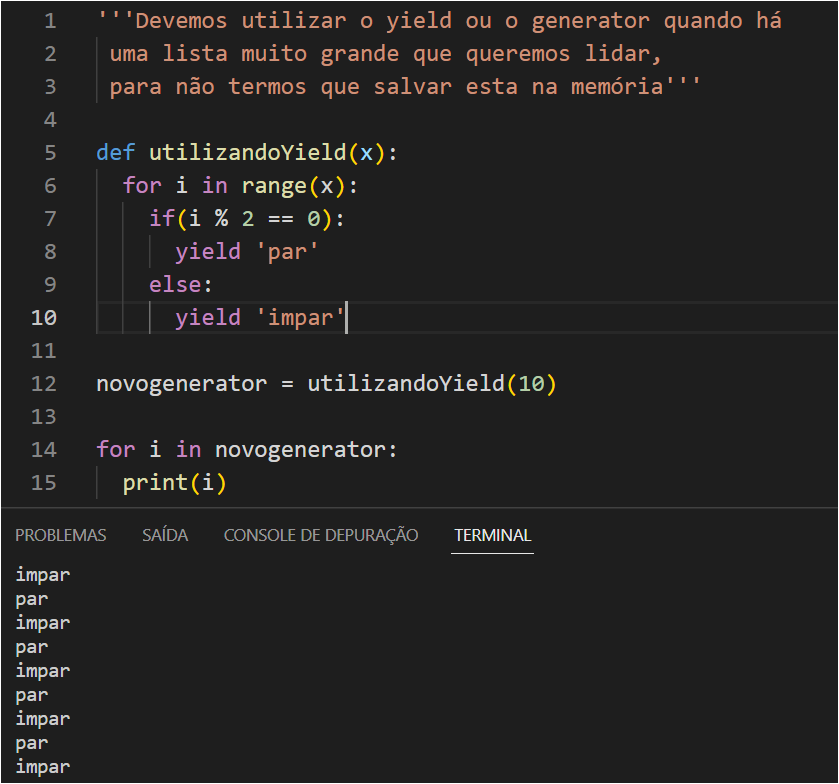 1 '''Devemos utilizar o yield ou o generator quando há
2 uma lista muito grande que queremos lidar,
3 para não termos que salvar esta na memória'''
4
5 def utilizandoYield(x):
6 for i in range(x):
7 if(i % 2 == 0):
8 yield 'par'
9 else:
10 yield 'impar'
11
12 novogenerator = utilizandoYield(10)
13
14 for i in novogenerator:
15 print(i)
PROBLEMAS SAÍDA CONSOLE DE DEPURAÇÃO TERMINAL
impar
par
impar
par
impar
par
impar
par
impar